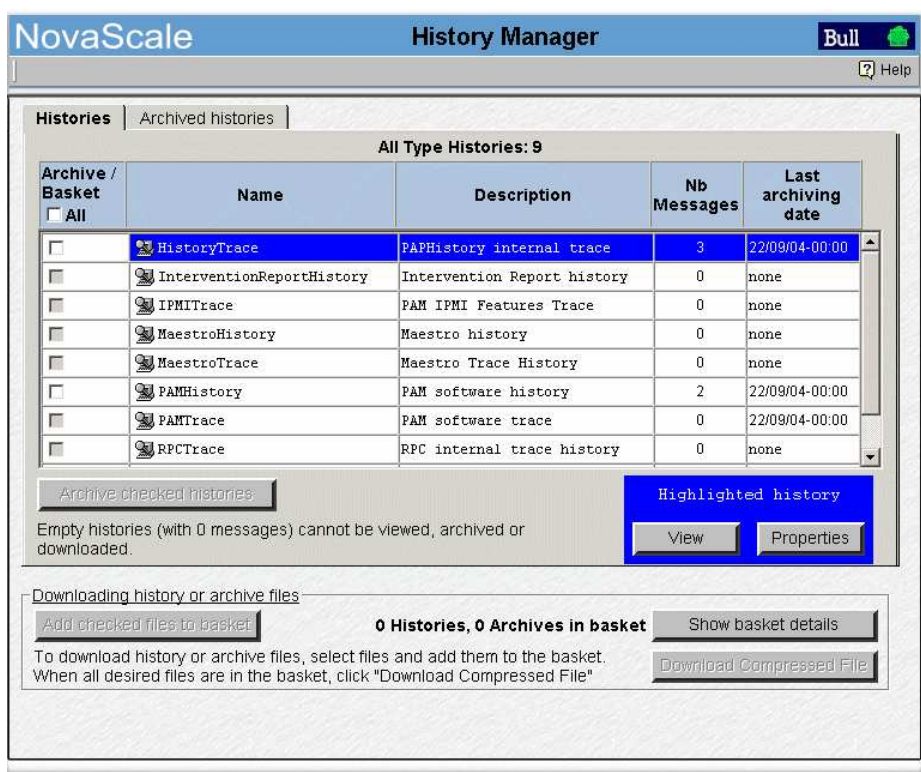 NovaScale History Manager Bull
? Help
Histories Archived histories
All Type Histories: 9
Archive / Basket All Name Description Nb Messages Last archiving date
HistoryTrace PAPHistory internal trace 3 22/09/04-00:00
InterventionReportHistory Intervention Report history 0 none
IPMITrace PAM IPMI Features Trace 0 none
MaestroHistory Maestro history 0 none
MaestroTrace Maestro Trace History 0 none
PAMHistory PAM software history 2 22/09/04-00:00
PAMTrace PAM software trace 0 22/09/04-00:00
RPCTrace RPC internal trace history 0 none
Archive checked histories Highlighted history
Empty histories (with 0 messages) cannot be viewed, archived or
downloaded.
View Properties
Downloading history or archive files
Add checked files to basket 0 Histories, 0 Archives in basket Show basket details
To download history or archive files, select files and add them to the basket.
When all desired files are in the basket, click "Download Compressed File"
Download Compressed File